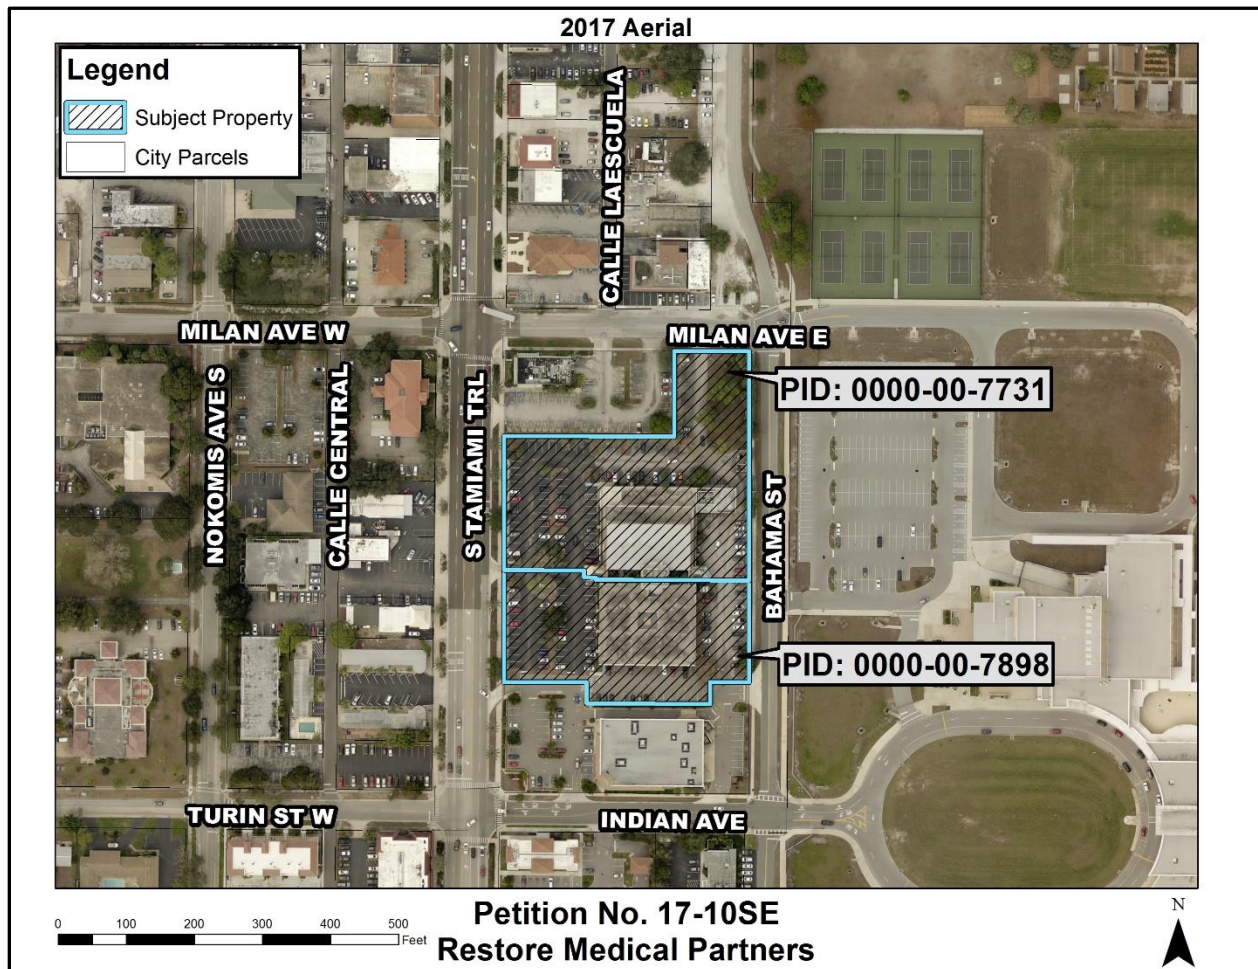 2017 Aerial
Legend
Subject Property
City Parcels
CALLE LAESCUELA
MILAN AVE W
MILAN AVE E
NOKOMIS AVE S
CALLE CENTRAL
S TAMIAMI TRL
PID: 0000-00-7731
BAHAMA ST
PID: 0000-00-7898
TURIN ST W
INDIAN AVE
0 100 200 300 400 500
Feet
Petition No. 17-10SE
Restore Medical Partners
N